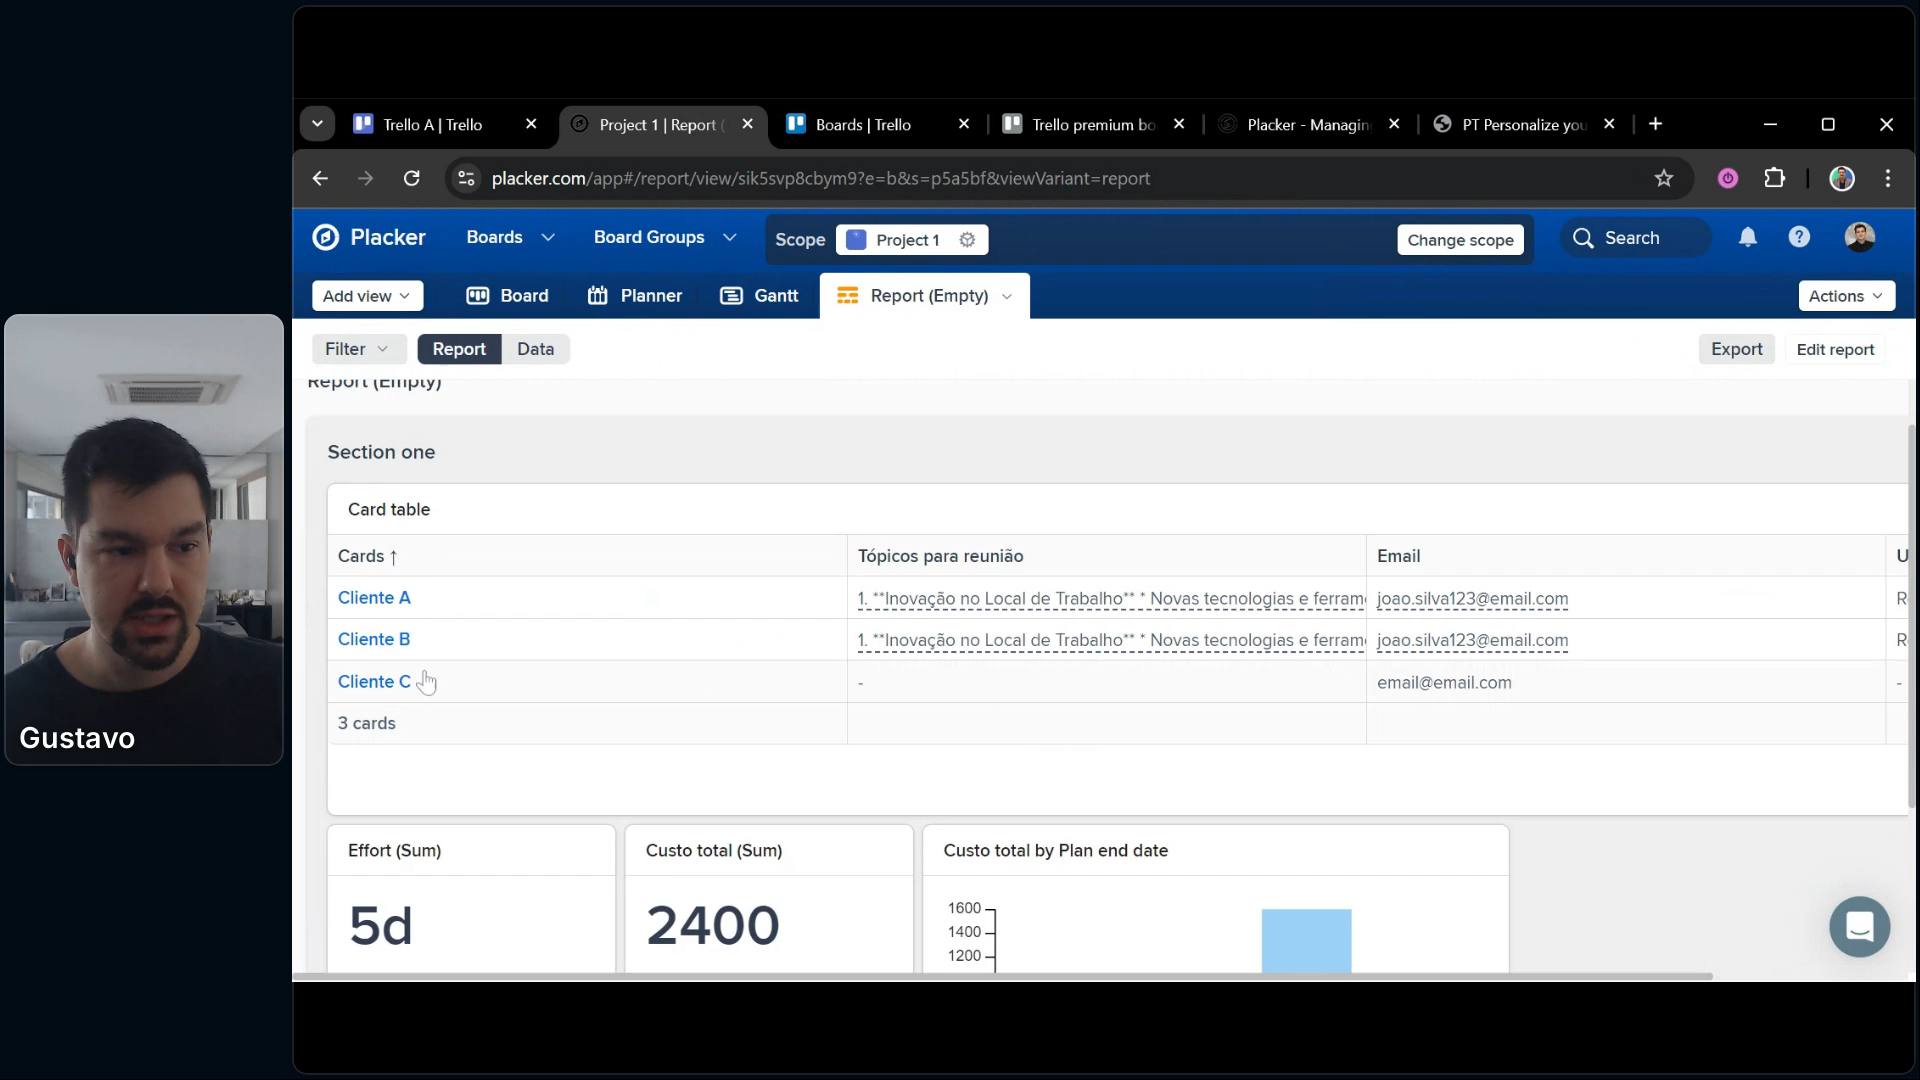 Trello A | Trello
Project 1 | Report (
Boards | Trello
Trello premium bo
Placker - Managin
PT Personalize you
placker.com/app#/report/view/sik5svp8cbym9?e=b&s=p5a5bf&viewVariant=report
Placker
Boards
Board Groups
Scope
Project 1
Change scope
Search
Add view
Board
Planner
Gantt
Report (Empty)
Actions
Filter
Report
Data
Export
Edit report
Report (Empty)
Section one
Card table
Cards ↑
Tópicos para reunião
Email
U
Cliente A
1. **Inovação no Local de Trabalho** * Novas tecnologias e ferram
joao.silva123@email.com
R
Cliente B
1. **Inovação no Local de Trabalho** * Novas tecnologias e ferram
joao.silva123@email.com
R
Cliente C
-
email@email.com
-
3 cards
Effort (Sum)
Custo total (Sum)
Custo total by Plan end date
5d
2400
1600
1400
1200
Gustavo